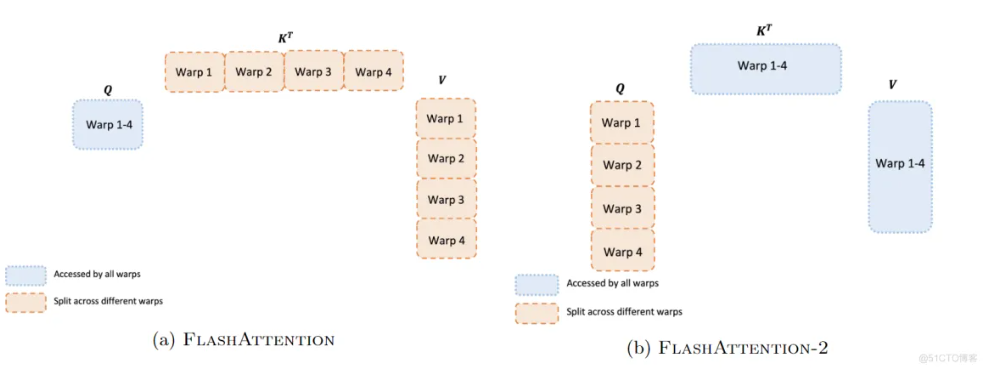 K^T
Warp 1 Warp 2 Warp 3 Warp 4
Q
Warp 1-4
V
Warp 1
Warp 2
Warp 3
Warp 4
Accessed by all warps
Split across different warps
(a) FLASHATTENTION
K^T
Warp 1-4
Q
Warp 1
Warp 2
Warp 3
Warp 4
V
Warp 1-4
Accessed by all warps
Split across different warps
(b) FLASHATTENTION-2
@51CTO博客